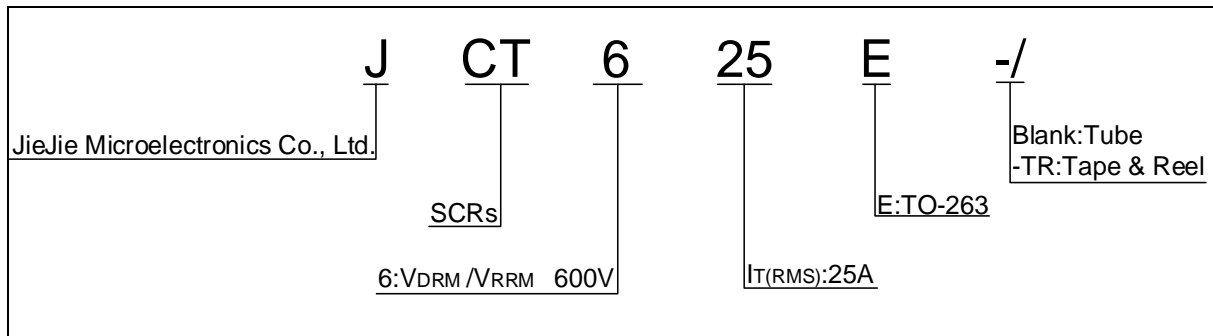 J CT 6 25 E -/
JieJie Microelectronics Co., Ltd.
Blank:Tube
-TR:Tape & Reel
SCRs
E:TO-263
6:VDRM /VRRM 600V
IT(RMS):25A